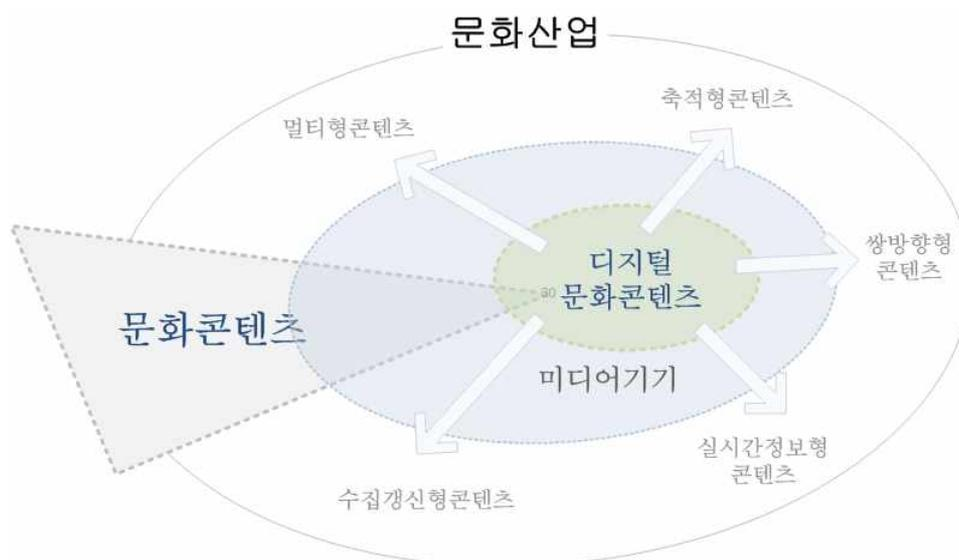 문화산업
축적형콘텐츠
멀티형콘텐츠
쌍방향형
콘텐츠
디지털
문화콘텐츠
30
문화콘텐츠
미디어기기
실시간정보형
콘텐츠
수집갱신형콘텐츠